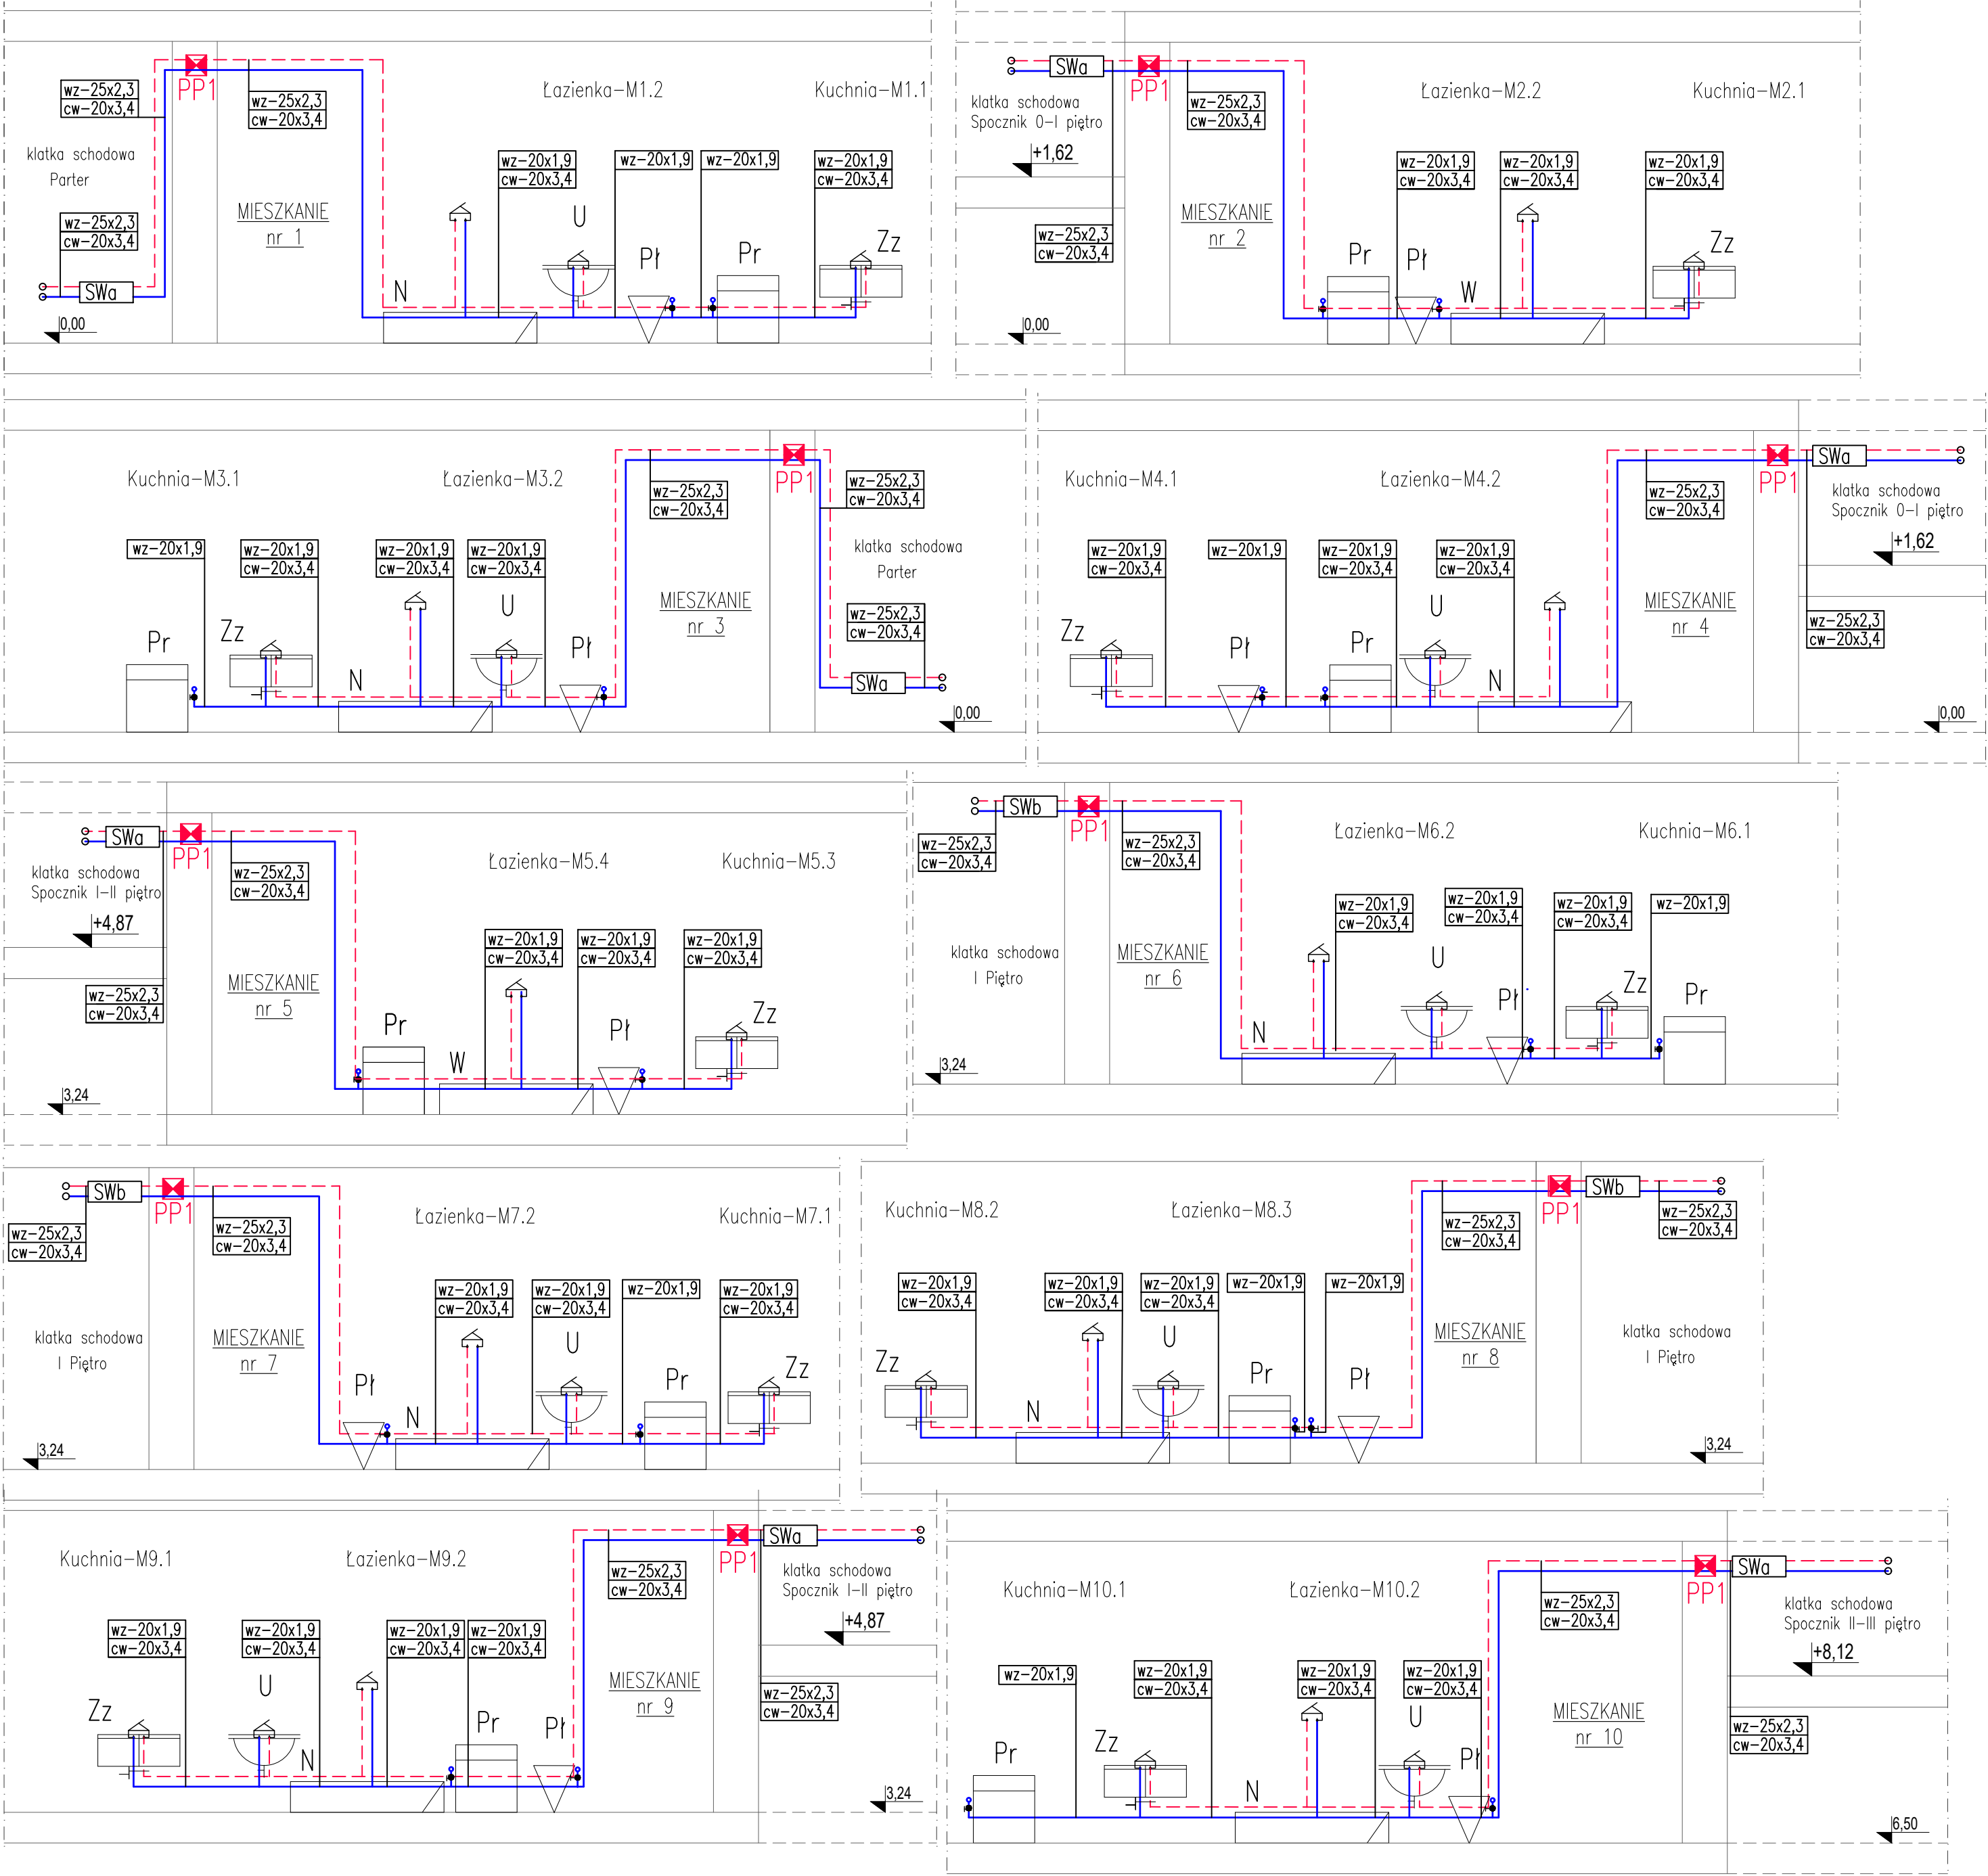 PP1
wz-25x2,3
cw-20x3,4
wz-25x2,3
cw-20x3,4
klatka schodowa
Parter
wz-25x2,3
cw-20x3,4
SWa
0,00
MIESZKANIE
nr 1
Łazienka-M1.2
Kuchnia-M1.1
wz-20x1,9
cw-20x3,4
wz-20x1,9
wz-20x1,9
wz-20x1,9
cw-20x3,4
N
U
Pł
Pr
Zz
SWa
PP1
klatka schodowa
Spocznik 0-I piętro
+1,62
wz-25x2,3
cw-20x3,4
wz-25x2,3
cw-20x3,4
0,00
MIESZKANIE
nr 2
Łazienka-M2.2
Kuchnia-M2.1
wz-20x1,9
cw-20x3,4
wz-20x1,9
cw-20x3,4
wz-20x1,9
cw-20x3,4
Pr
Pł
W
Zz
Kuchnia-M3.1
Łazienka-M3.2
PP1
wz-25x2,3
cw-20x3,4
wz-25x2,3
cw-20x3,4
wz-20x1,9
wz-20x1,9
cw-20x3,4
wz-20x1,9
cw-20x3,4
wz-20x1,9
cw-20x3,4
klatka schodowa
Parter
MIESZKANIE
nr 3
wz-25x2,3
cw-20x3,4
Pr
Zz
N
U
Pł
SWa
0,00
Kuchnia-M4.1
Łazienka-M4.2
PP1
SWa
wz-25x2,3
cw-20x3,4
klatka schodowa
Spocznik 0-I piętro
+1,62
wz-20x1,9
cw-20x3,4
wz-20x1,9
wz-20x1,9
cw-20x3,4
wz-20x1,9
cw-20x3,4
MIESZKANIE
nr 4
wz-25x2,3
cw-20x3,4
Zz
Pł
Pr
U
N
0,00
SWa
PP1
klatka schodowa
Spocznik I-II piętro
+4,87
wz-25x2,3
cw-20x3,4
wz-25x2,3
cw-20x3,4
3,24
MIESZKANIE
nr 5
Łazienka-M5.4
Kuchnia-M5.3
wz-20x1,9
cw-20x3,4
wz-20x1,9
cw-20x3,4
wz-20x1,9
cw-20x3,4
Pr
W
Pł
Zz
SWb
PP1
wz-25x2,3
cw-20x3,4
wz-25x2,3
cw-20x3,4
Łazienka-M6.2
Kuchnia-M6.1
klatka schodowa
I Piętro
MIESZKANIE
nr 6
wz-20x1,9
cw-20x3,4
wz-20x1,9
cw-20x3,4
wz-20x1,9
cw-20x3,4
wz-20x1,9
N
U
Pł
Zz
Pr
3,24
SWb
PP1
wz-25x2,3
cw-20x3,4
wz-25x2,3
cw-20x3,4
Łazienka-M7.2
Kuchnia-M7.1
klatka schodowa
I Piętro
MIESZKANIE
nr 7
wz-20x1,9
cw-20x3,4
wz-20x1,9
cw-20x3,4
wz-20x1,9
wz-20x1,9
cw-20x3,4
Pł
N
U
Pr
Zz
3,24
Kuchnia-M8.2
Łazienka-M8.3
PP1
SWb
wz-25x2,3
cw-20x3,4
wz-25x2,3
cw-20x3,4
wz-20x1,9
cw-20x3,4
wz-20x1,9
cw-20x3,4
wz-20x1,9
cw-20x3,4
wz-20x1,9
wz-20x1,9
MIESZKANIE
nr 8
klatka schodowa
I Piętro
Zz
N
U
Pr
Pł
3,24
Kuchnia-M9.1
Łazienka-M9.2
PP1
SWa
wz-25x2,3
cw-20x3,4
klatka schodowa
Spocznik I-II piętro
+4,87
wz-20x1,9
cw-20x3,4
wz-20x1,9
cw-20x3,4
wz-20x1,9
cw-20x3,4
wz-20x1,9
cw-20x3,4
MIESZKANIE
nr 9
wz-25x2,3
cw-20x3,4
Zz
U
N
Pr
Pł
3,24
Kuchnia-M10.1
Łazienka-M10.2
PP1
SWa
wz-25x2,3
cw-20x3,4
klatka schodowa
Spocznik II-III piętro
+8,12
wz-20x1,9
wz-20x1,9
cw-20x3,4
wz-20x1,9
cw-20x3,4
wz-20x1,9
cw-20x3,4
MIESZKANIE
nr 10
wz-25x2,3
cw-20x3,4
Pr
Zz
N
U
Pł
6,50